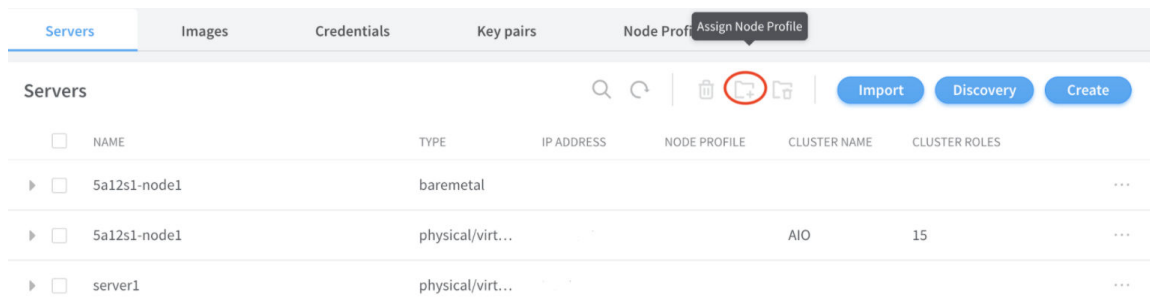 Servers Images Credentials Key pairs Node Profi Assign Node Profile
Servers Import Discovery Create
NAME TYPE IP ADDRESS NODE PROFILE CLUSTER NAME CLUSTER ROLES
5a12s1-node1 baremetal ...
5a12s1-node1 physical/virt... AIO 15 ...
server1 physical/virt... ...